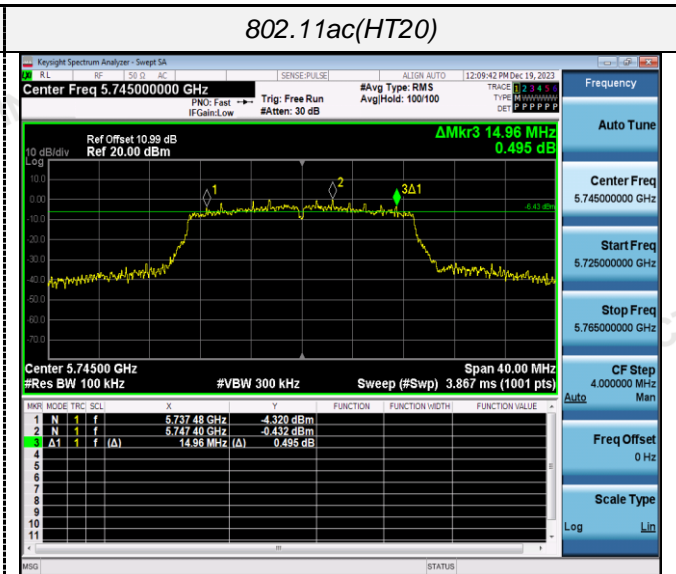 802.11ac(HT20)
Keysight Spectrum Analyzer - Swept SA
RL RF 50 Ω AC SENSE:PULSE ALIGN AUTO 12:09:42 PM Dec 19, 2023
Center Freq 5.745000000 GHz #Avg Type: RMS TRACE 1 2 3 4 5 6
PNO: Fast Trig: Free Run Avg|Hold: 100/100 TYPE M W W W W W
IFGain:Low #Atten: 30 dB DET P P P P P P
Frequency
Auto Tune
Ref Offset 10.99 dB ΔMkr3 14.96 MHz
10 dB/div Ref 20.00 dBm 0.495 dB
Log
10.0
0.00
-20.0
-30.0
-40.0
-50.0
-60.0
-70.0
1
2
3Δ1
-6.43 dBm
Center 5.74500 GHz Span 40.00 MHz
#Res BW 100 kHz #VBW 300 kHz Sweep (#Swp) 3.867 ms (1001 pts)
MKR MODE TRC SCL X Y FUNCTION FUNCTION WIDTH FUNCTION VALUE
1 N 1 f 5.737 48 GHz -4.320 dBm
2 N 1 f 5.747 40 GHz -0.432 dBm
3 Δ1 1 f (Δ) 14.96 MHz (Δ) 0.495 dB
4
5
6
7
8
9
10
11
MSG STATUS
Center Freq
5.745000000 GHz
Start Freq
5.725000000 GHz
Stop Freq
5.765000000 GHz
CF Step
4.000000 MHz
Auto Man
Freq Offset
0 Hz
Scale Type
Log Lin